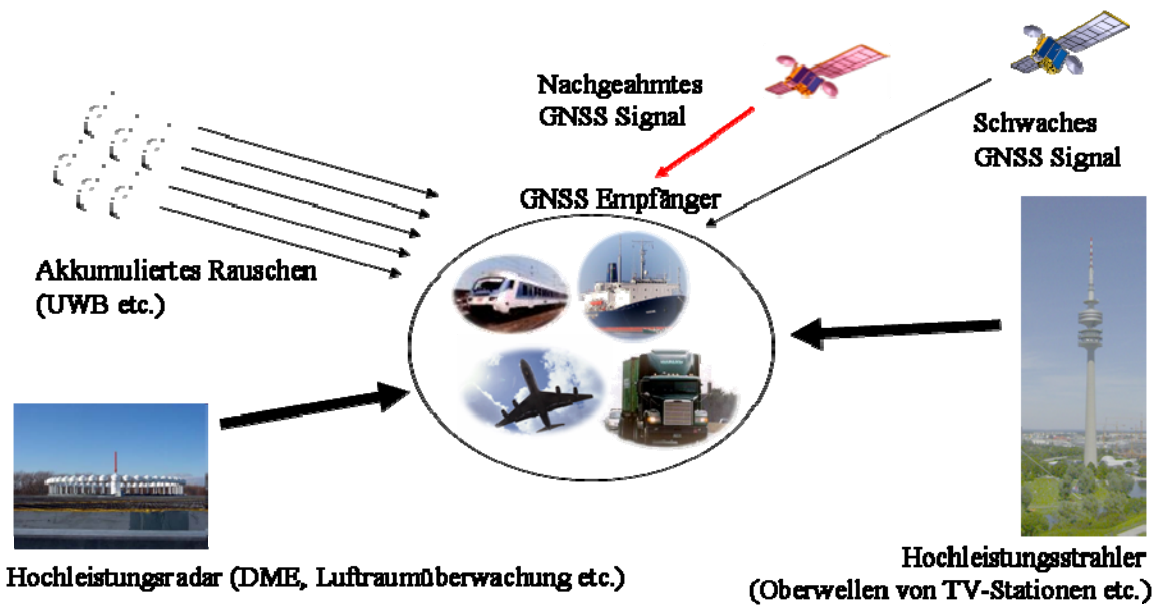 Nachgeahmtes
GNSS Signal
Schwaches
GNSS Signal
GNSS Empfänger
Akkumuliertes Rauschen
(UWB etc.)
Hochleistungsradar (DME, Luftraumüberwachung etc.)
Hochleistungsstrahler
(Oberwellen von TV-Stationen etc.)